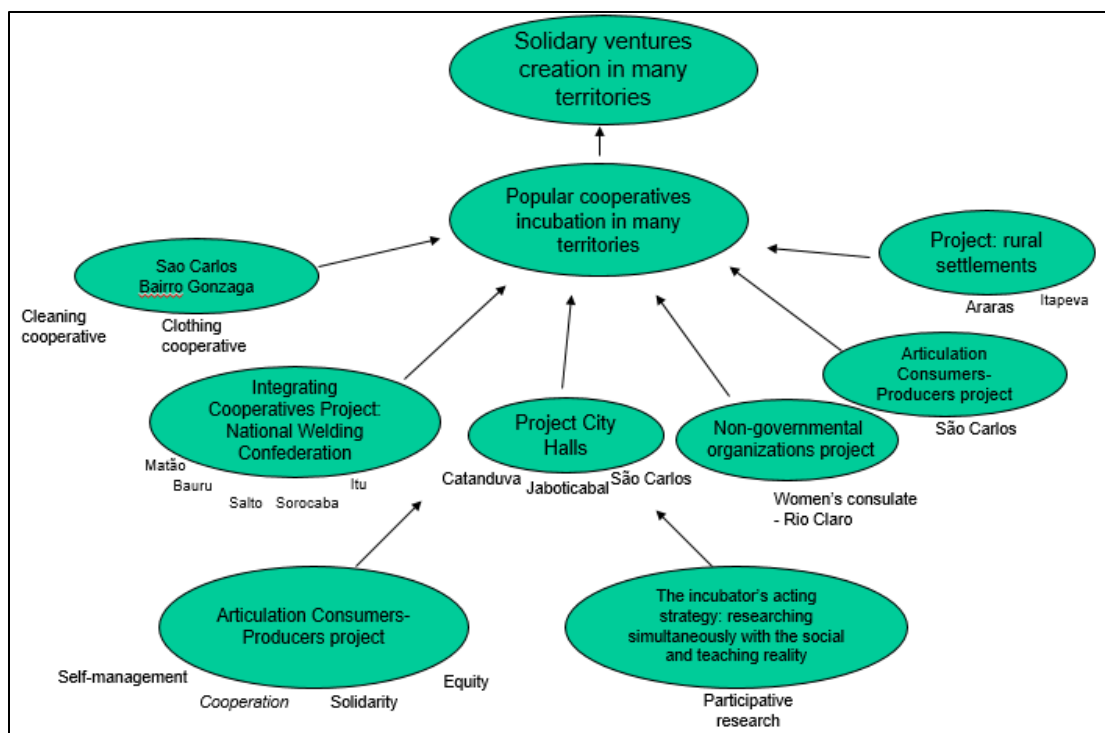 Solidary ventures
creation in many
territories
Popular cooperatives
incubation in many
territories
Project: rural
settlements
Araras
Itapeva
Sao Carlos
Bairro Gonzaga
Cleaning
cooperative
Clothing
cooperative
Articulation
Consumers-
Producers project
São Carlos
Integrating
Cooperatives Project:
National Welding
Confederation
Matão
Bauru
Salto
Sorocaba
Itu
Project City
Halls
Catanduva
Jaboticabal
São Carlos
Non-governmental
organizations project
Women's consulate
- Rio Claro
Articulation Consumers-
Producers project
Self-management
Cooperation
Solidarity
Equity
The incubator's acting
strategy: researching
simultaneously with the social
and teaching reality
Participative
research